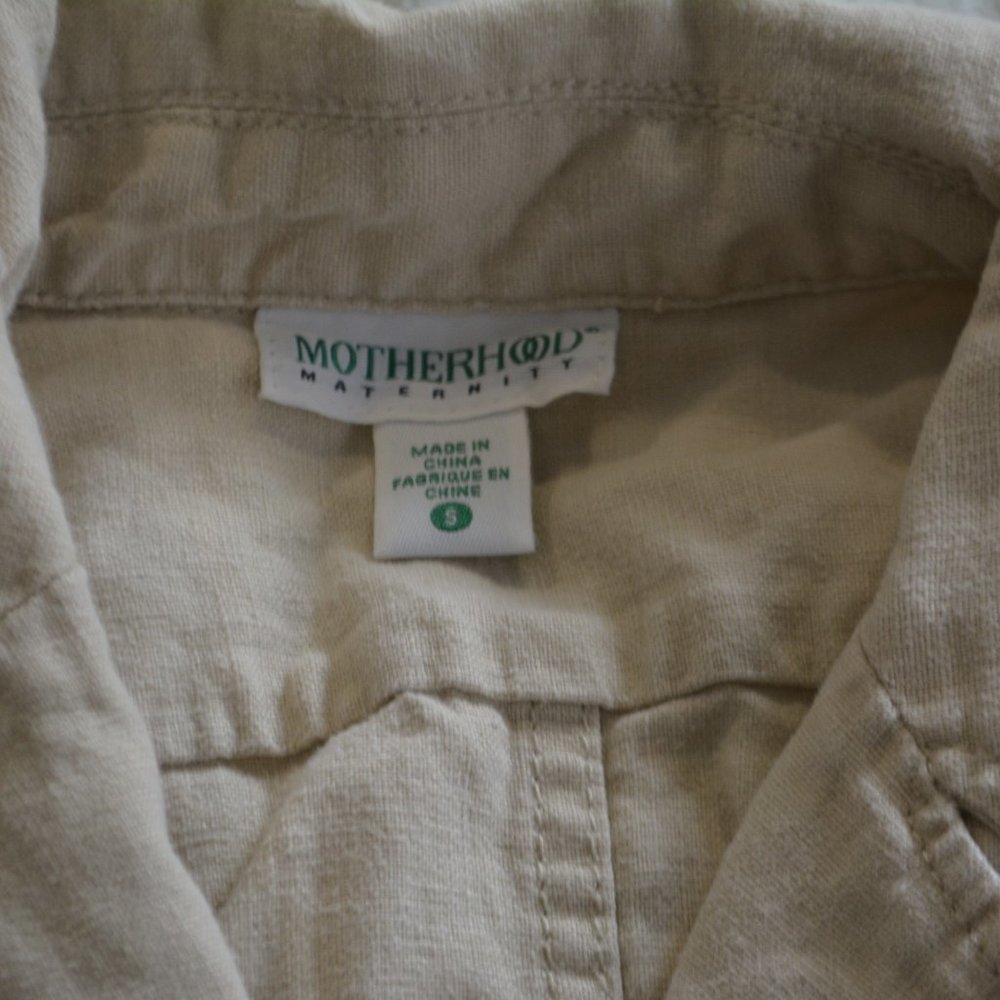 MOTHERHOOD
MATERNITY
MADE IN
CHINA
FABRIQUE EN
CHINE
S